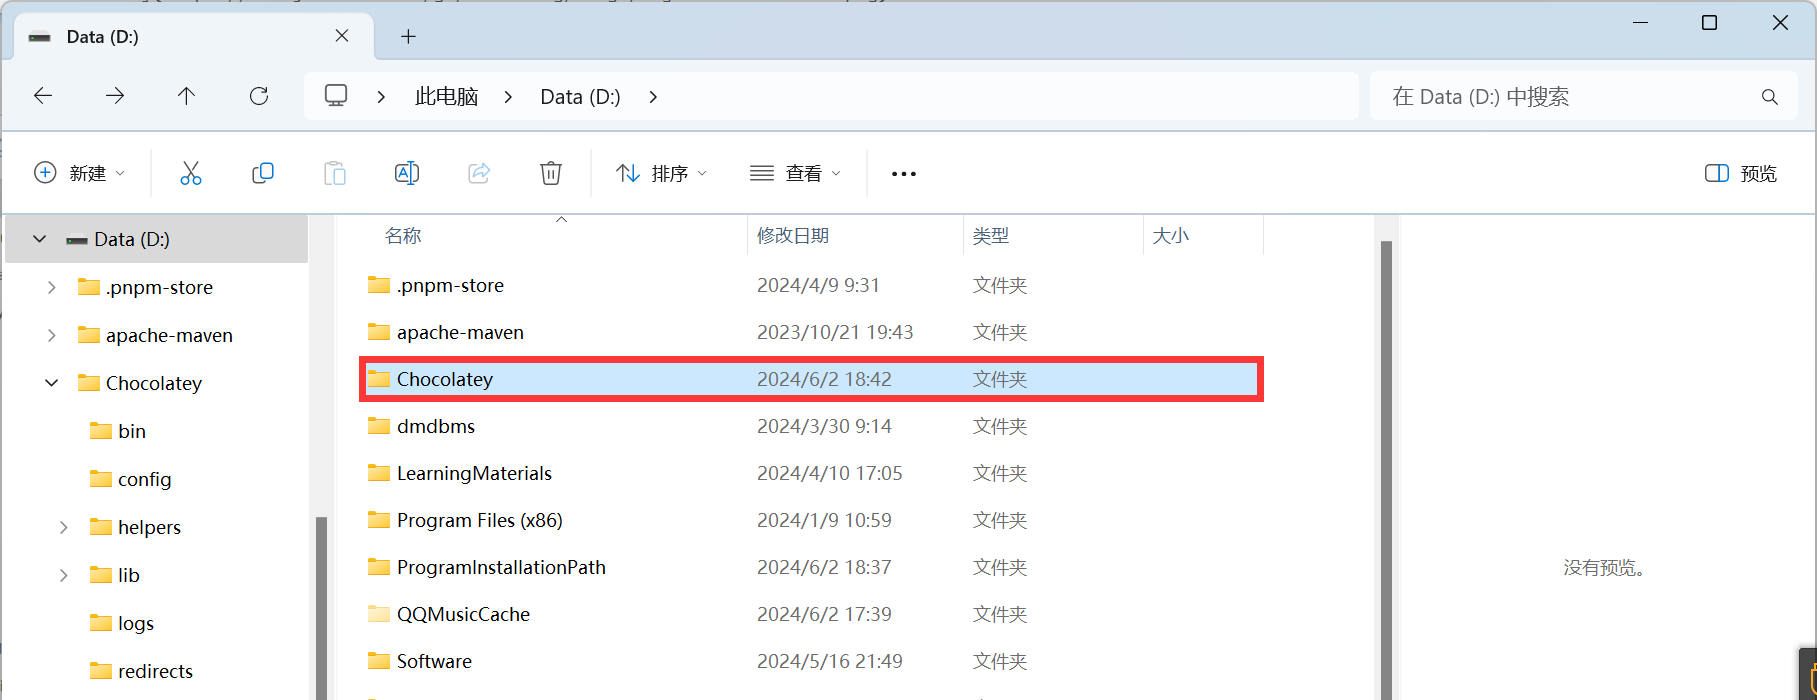 Data (D:)
此电脑 Data (D:) 在 Data (D:) 中搜索
新建 排序 查看 预览
Data (D:)
.pnpm-store
apache-maven
Chocolatey
bin
config
helpers
lib
logs
redirects
名称 修改日期 类型 大小
.pnpm-store 2024/4/9 9:31 文件夹
apache-maven 2023/10/21 19:43 文件夹
Chocolatey 2024/6/2 18:42 文件夹
dmdbms 2024/3/30 9:14 文件夹
LearningMaterials 2024/4/10 17:05 文件夹
Program Files (x86) 2024/1/9 10:59 文件夹
ProgramInstallationPath 2024/6/2 18:37 文件夹
QQMusicCache 2024/6/2 17:39 文件夹
Software 2024/5/16 21:49 文件夹
没有预览。